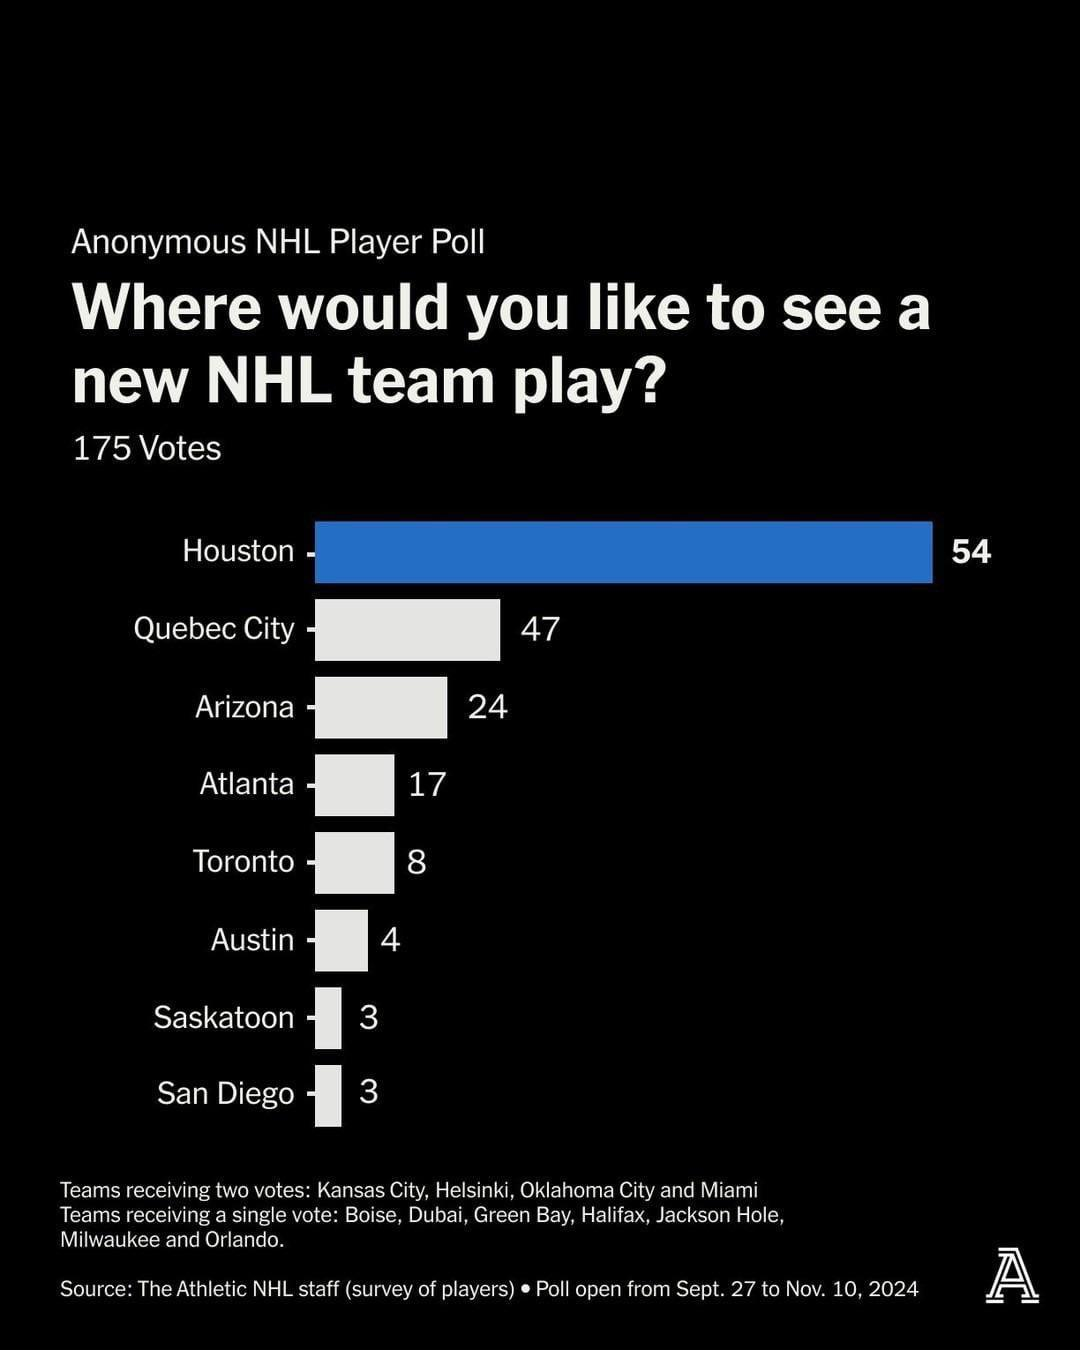 Anonymous NHL Player Poll
Where would you like to see a
new NHL team play?
175 Votes
Houston 54
Quebec City 47
Arizona 24
Atlanta 17
Toronto 8
Austin 4
Saskatoon 3
San Diego 3
Teams receiving two votes: Kansas City, Helsinki, Oklahoma City and Miami
Teams receiving a single vote: Boise, Dubai, Green Bay, Halifax, Jackson Hole,
Milwaukee and Orlando.
Source: The Athletic NHL staff (survey of players) • Poll open from Sept. 27 to Nov. 10, 2024
A